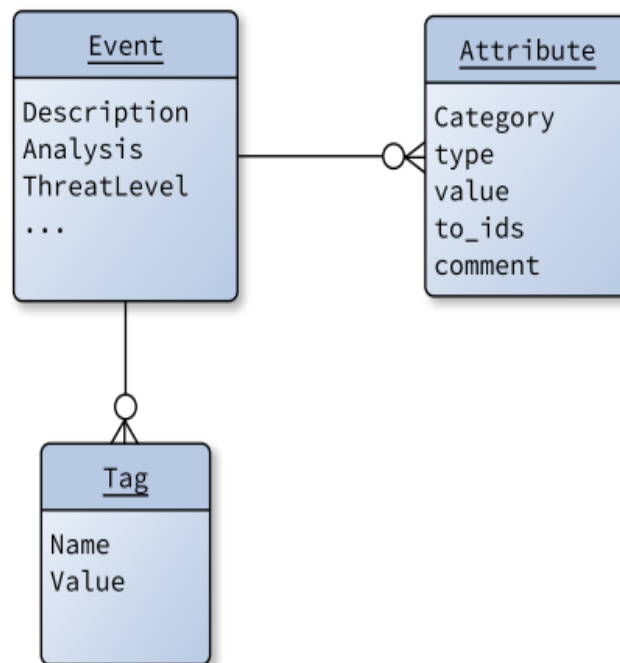 Event
Description
Analysis
ThreatLevel
...
Attribute
Category
type
value
to_ids
comment
Tag
Name
Value